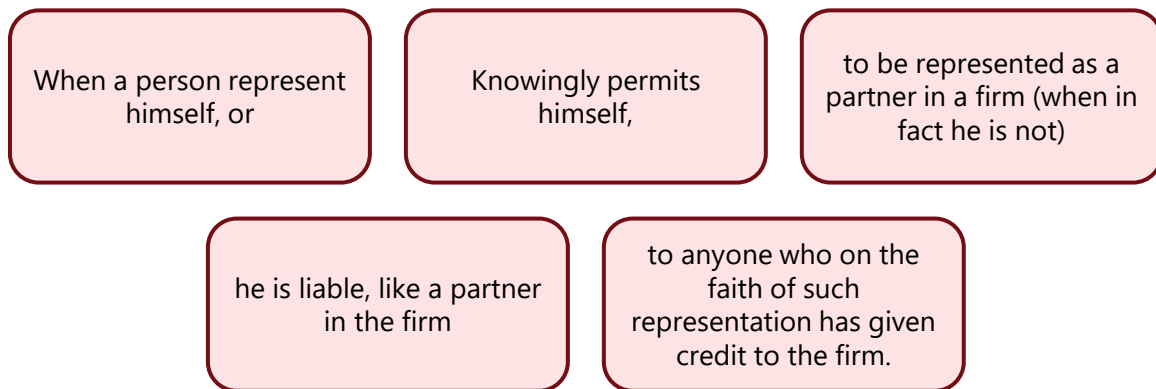 When a person represent
himself, or
Knowingly permits
himself,
to be represented as a
partner in a firm (when in
fact he is not)
he is liable, like a partner
in the firm
to anyone who on the
faith of such
representation has given
credit to the firm.